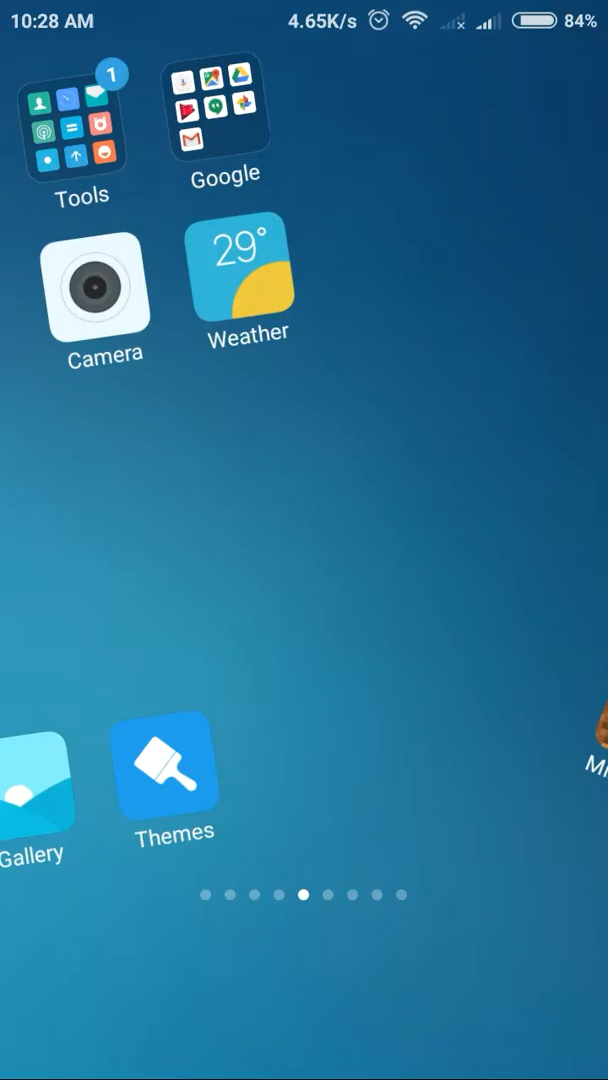 10:28 AM 4.65K/s 84%
1
Tools
Google
29°
Camera
Weather
Gallery
Themes